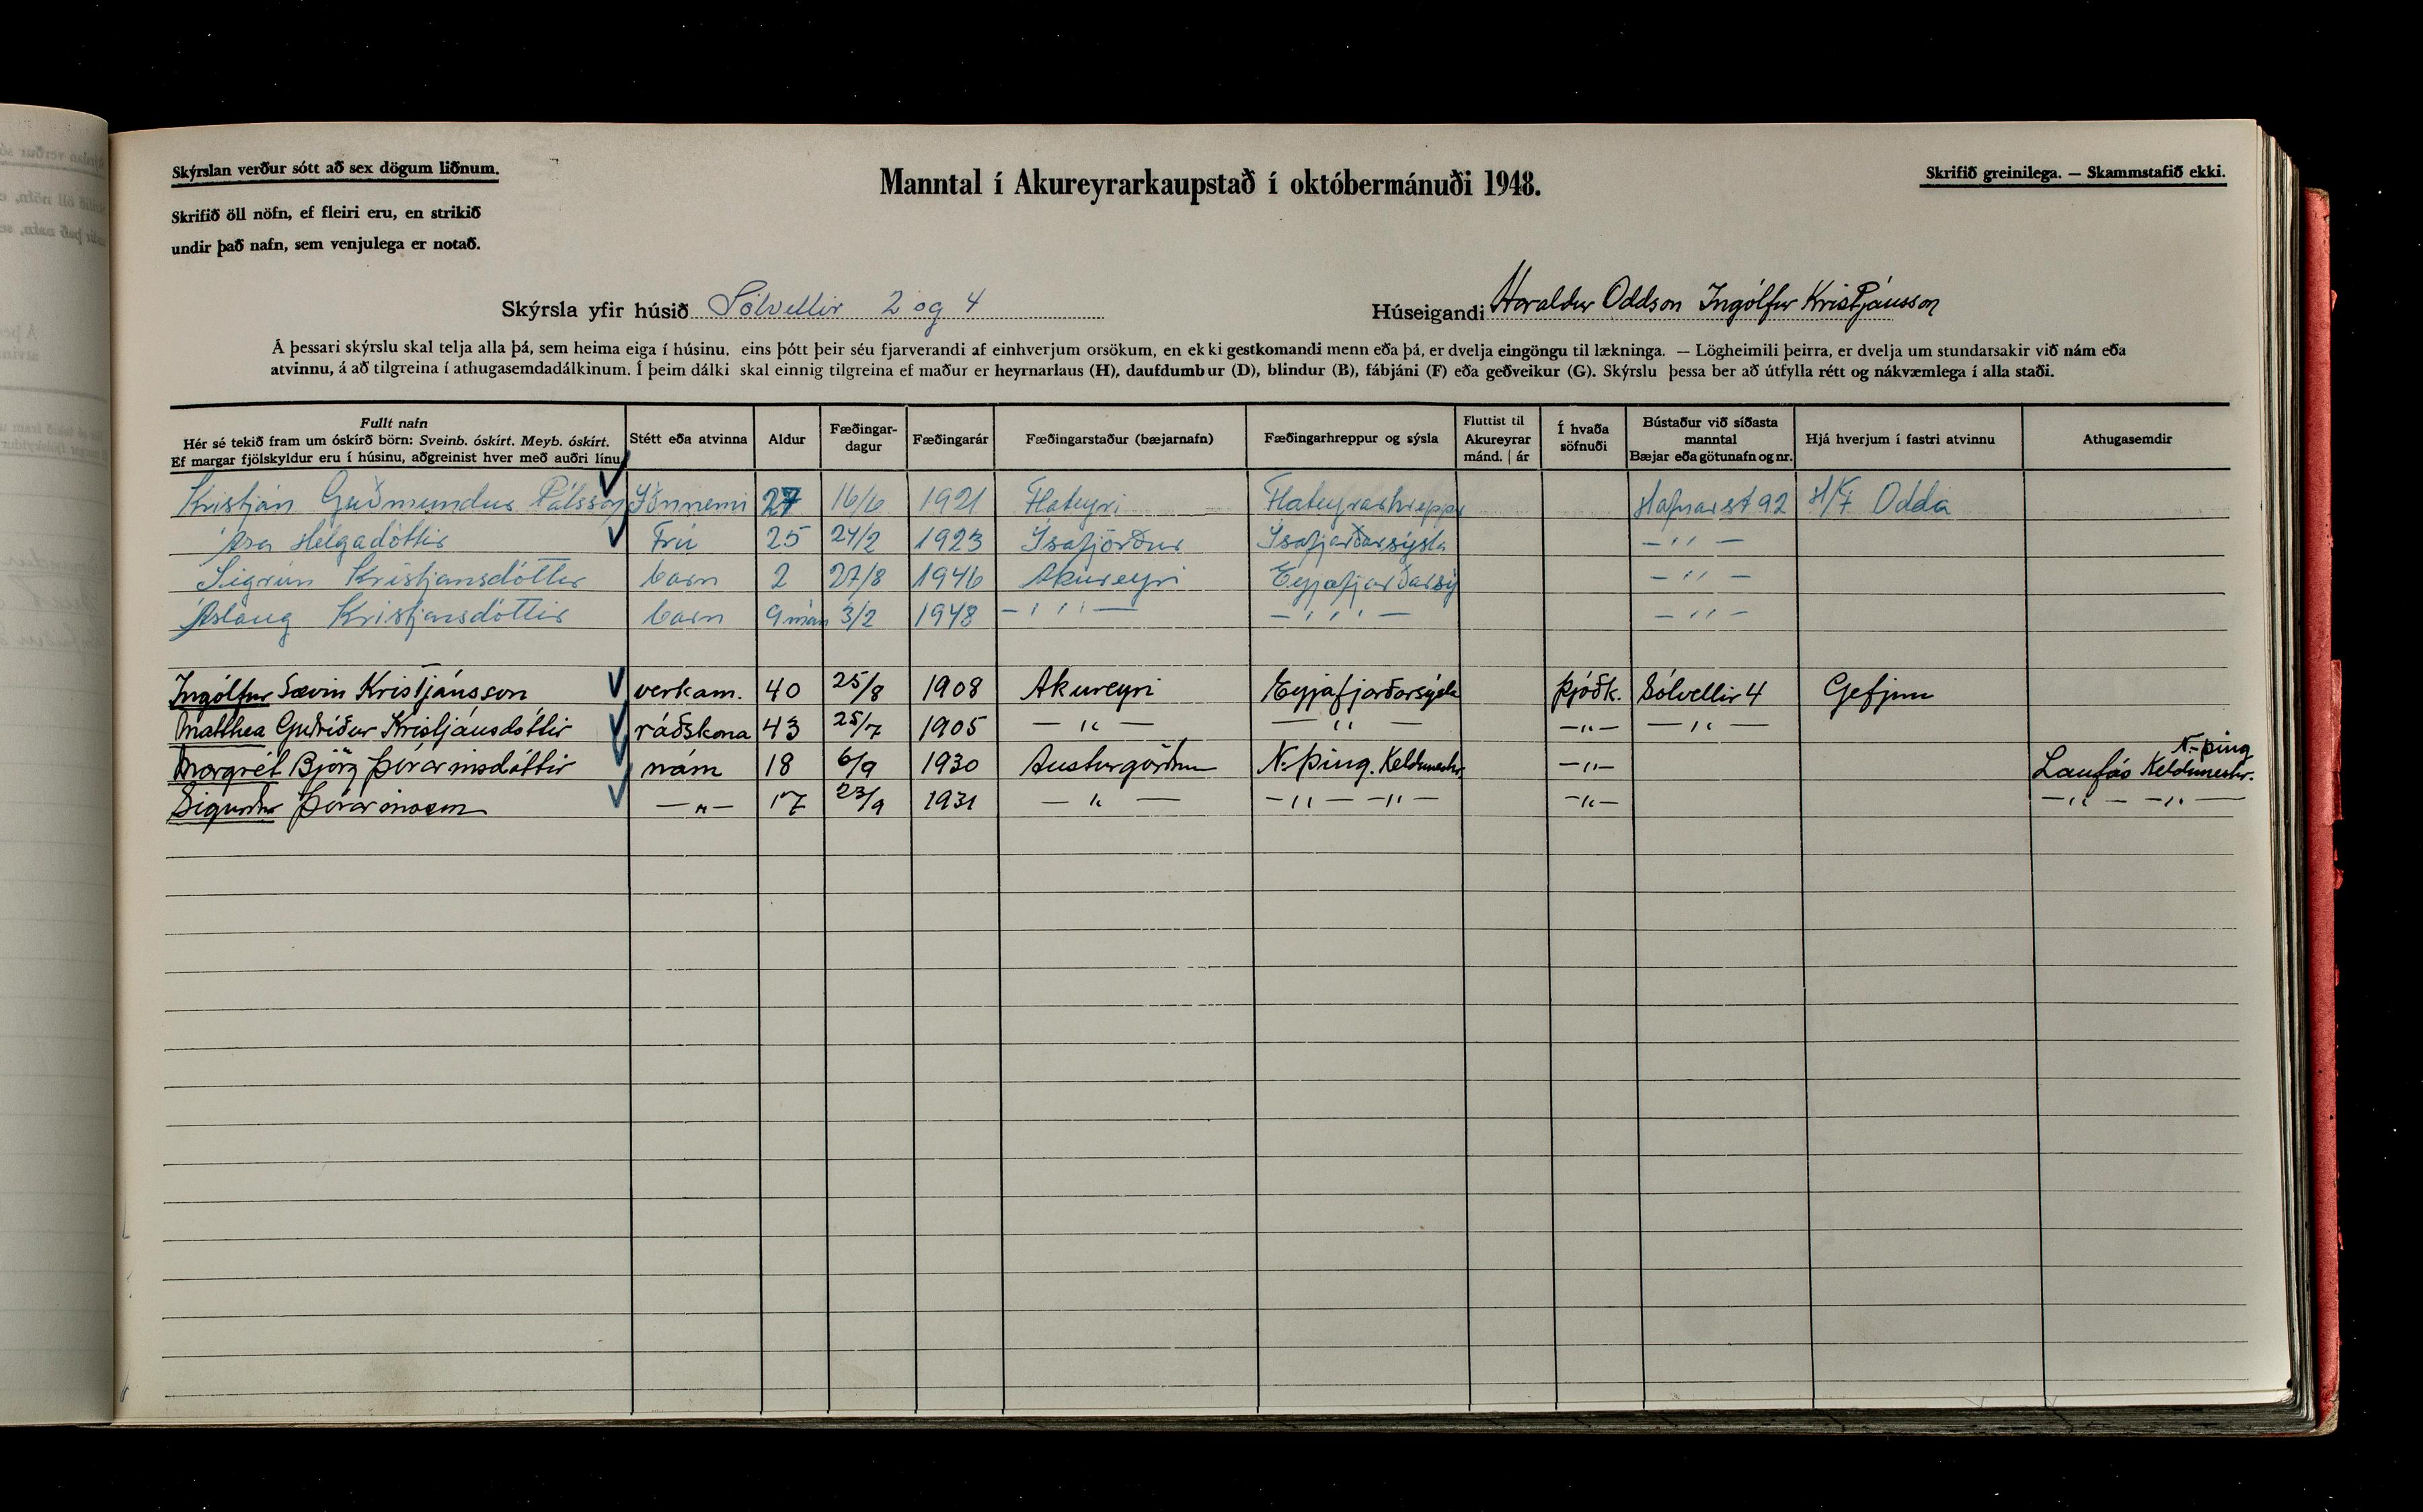 Skýrslan verður sótt að sex dögum liðnum.
Manntal í Akureyrarkaupstað í októbermánuði 1948.
Skrifið greinilega. — Skammstafið ekki.
Skrifið öll nöfn, ef fleiri eru, en strikið
undir það nafn, sem venjulega er notað.
Skýrsla yfir húsið Sólvellir 2 og 4
Húseigandi Haraldur Oddson Ingólfur Kristjánsson
Á þessari skýrslu skal telja alla þá, sem heima eiga í húsinu, eins þótt þeir séu fjarverandi af einhverjum orsökum, en ekki gestkomandi menn eða þá, er dvelja eingöngu til lækninga. — Lögheimili þeirra, er dvelja um stundarsakir við nám eða
atvinnu, á að tilgreina í athugasemdadálkinum. Í þeim dálki skal einnig tilgreina ef maður er heyrnarlaus (H), daufdumbur (D), blindur (B), fábjáni (F) eða geðveikur (G). Skýrslu þessa ber að útfylla rétt og nákvæmlega í alla staði.
Fullt nafn
Hér sé tekið fram um óskírð börn: Sveinb. óskírt. Meyb. óskírt.
Ef margar fjölskyldur eru í húsinu, aðgreinist hver með auðri línu
Stétt eða atvinna
Aldur
Fæðingar-
dagur
Fæðingarár
Fæðingarstaður (bæjarnafn)
Fæðingarhreppur og sýsla
Fluttist til
Akureyrar
mánd. | ár
Í hvaða
söfnuði
Bústaður við síðasta
manntal
Bæjar eða götunafn og nr.
Hjá hverjum í fastri atvinnu
Athugasemdir
Kristján Guðmundur Pálsson Iðnnemi 27 16/6 1921 Flateyri Flateyrarhreppi Hafnarst 92 H/F Odda
Ása Helgadóttir Frú 25 24/2 1923 Ísafjörður Ísafjarðarsýsla — ,, —
Sigrún Kristjansdóttir barn 2 27/8 1946 Akureyri Eyjafjarðarsý — ,, —
Áslaug Kristjansdóttir barn 9 mán 3/2 1948 — ,, — — ,, — — ,, —
Ingólfur Sævin Kristjánsson verkam. 40 25/8 1908 Akureyri Eyjafjarðarsýsla þjóðk. Sólvellir 4 Gefjun
Matthea Guðríður Kristjánsdóttir ráðskona 43 25/7 1905 — ,, — — ,, — — ,, — — ,, —
Margrét Björg Þórarinsdóttir nám 18 6/9 1930 Austurgörðum N. Þing. Kelduneshr. — ,, — Laufás Kelduneshr. N.-Þing
Sigurður Þórarinsson — ,, — 17 23/9 1931 — ,, — — ,, — — ,, — — ,, — — ,, — — ,, —